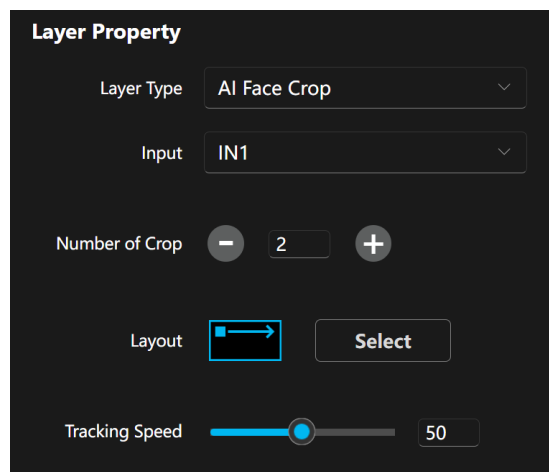 Layer Property
Layer Type AI Face Crop
Input IN1
Number of Crop - 2 +
Layout Select
Tracking Speed 50